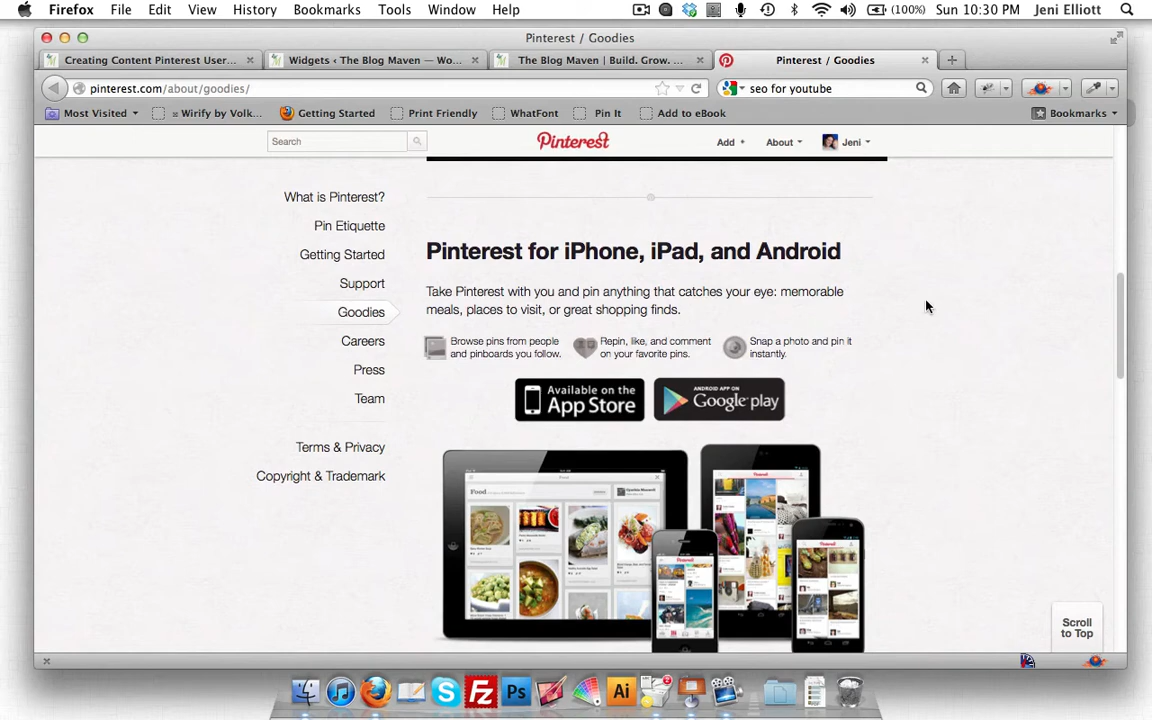 Firefox File Edit View History Bookmarks Tools Window Help (100%) Sun 10:30 PM Jeni Elliott
Pinterest / Goodies
Creating Content Pinterest User... Widgets ‹ The Blog Maven — Wo... The Blog Maven | Build. Grow. ... Pinterest / Goodies
pinterest.com/about/goodies/ seo for youtube
Most Visited :: Wirify by Volk... Getting Started Print Friendly WhatFont Pin It Add to eBook Bookmarks
Search Pinterest Add + About Jeni
What is Pinterest?
Pin Etiquette
Getting Started
Support
Goodies
Careers
Press
Team
Terms & Privacy
Copyright & Trademark
Pinterest for iPhone, iPad, and Android
Take Pinterest with you and pin anything that catches your eye: memorable
meals, places to visit, or great shopping finds.
Browse pins from people
and pinboards you follow.
Repin, like, and comment
on your favorite pins.
Snap a photo and pin it
instantly.
Available on the
App Store
ANDROID APP ON
Google play
Food
Scroll
to Top
Fz Ps Ai